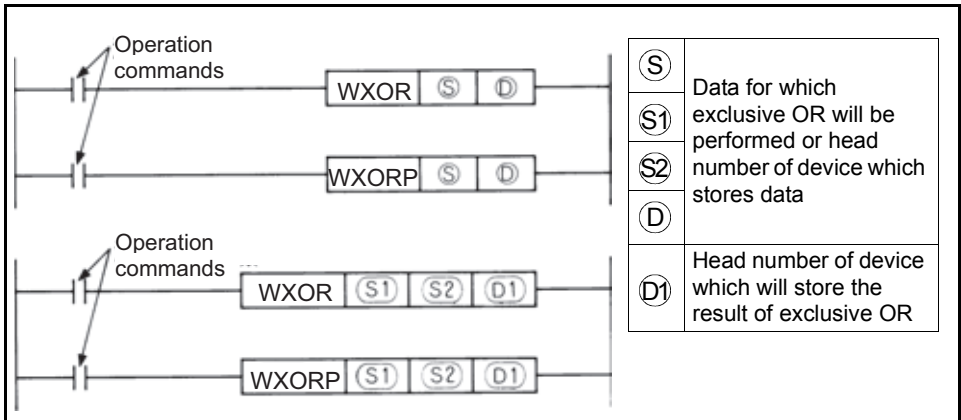 Operation
commands
WXOR Ⓢ Ⓓ
WXORP Ⓢ Ⓓ
Operation
commands
WXOR (S1) (S2) (D1)
WXORP (S1) (S2) (D1)
Ⓢ
(S1)
(S2)
Ⓓ
Data for which
exclusive OR will be
performed or head
number of device which
stores data
(D1)
Head number of device
which will store the
result of exclusive OR